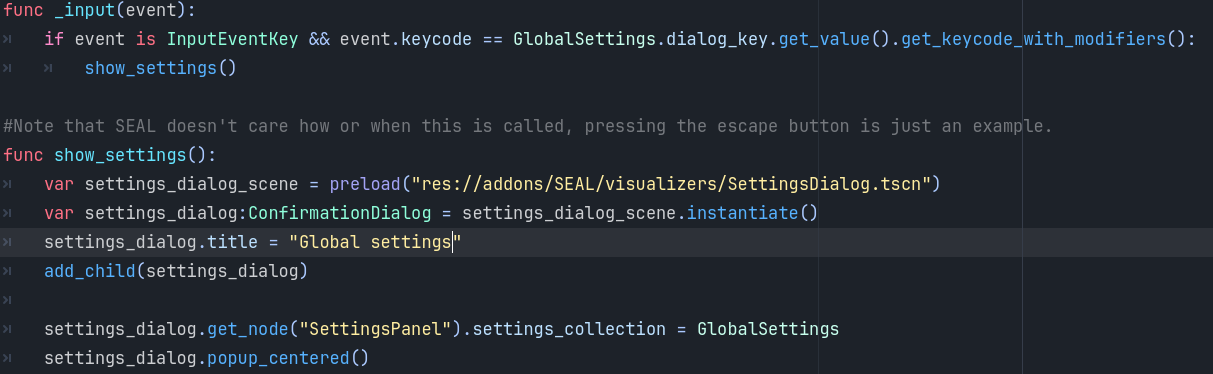 func _input(event):
    if event is InputEventKey && event.keycode == GlobalSettings.dialog_key.get_value().get_keycode_with_modifiers():
        show_settings()

#Note that SEAL doesn't care how or when this is called, pressing the escape button is just an example.
func show_settings():
    var settings_dialog_scene = preload("res://addons/SEAL/visualizers/SettingsDialog.tscn")
    var settings_dialog:ConfirmationDialog = settings_dialog_scene.instantiate()
    settings_dialog.title = "Global settings"
    add_child(settings_dialog)

    settings_dialog.get_node("SettingsPanel").settings_collection = GlobalSettings
    settings_dialog.popup_centered()